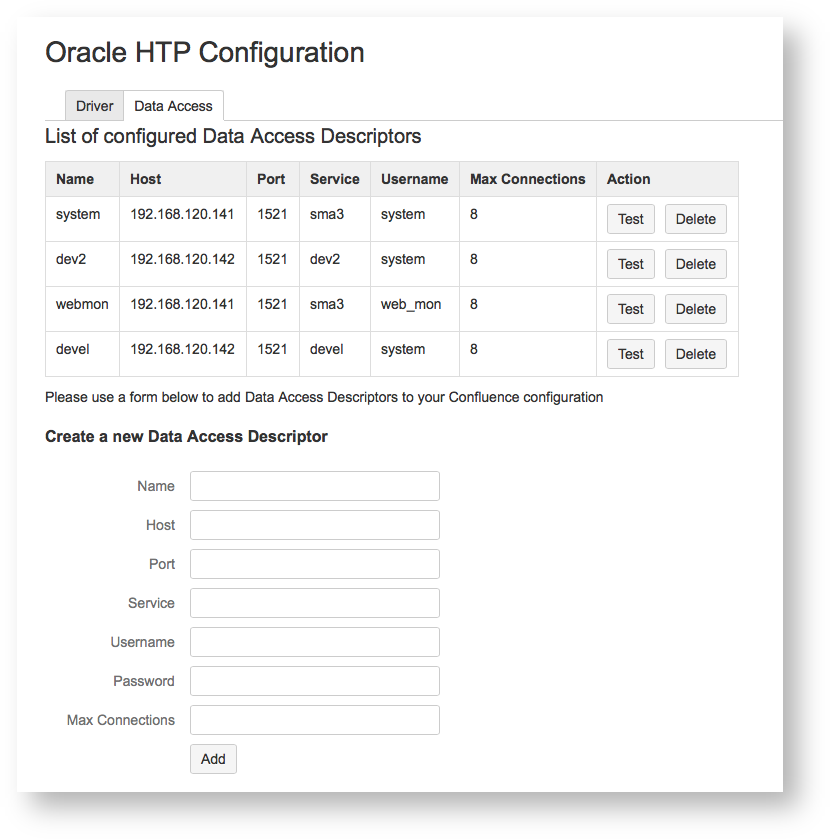 Oracle HTP Configuration
Driver Data Access
List of configured Data Access Descriptors
Name Host Port Service Username Max Connections Action
system 192.168.120.141 1521 sma3 system 8 Test Delete
dev2 192.168.120.142 1521 dev2 system 8 Test Delete
webmon 192.168.120.141 1521 sma3 web_mon 8 Test Delete
devel 192.168.120.142 1521 devel system 8 Test Delete
Please use a form below to add Data Access Descriptors to your Confluence configuration
Create a new Data Access Descriptor
Name
Host
Port
Service
Username
Password
Max Connections
Add